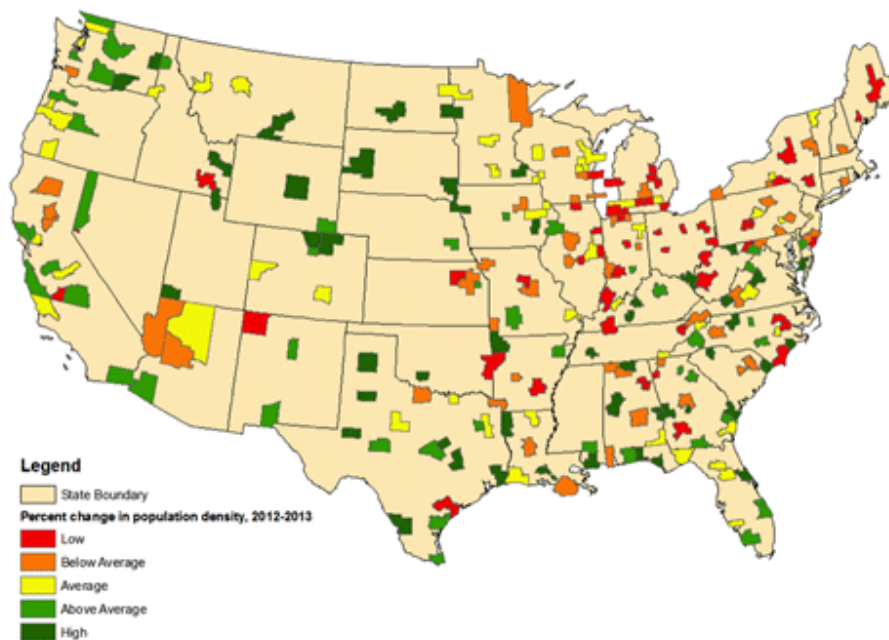 Legend
State Boundary
Percent change in population density, 2012-2013
Low
Below Average
Average
Above Average
High